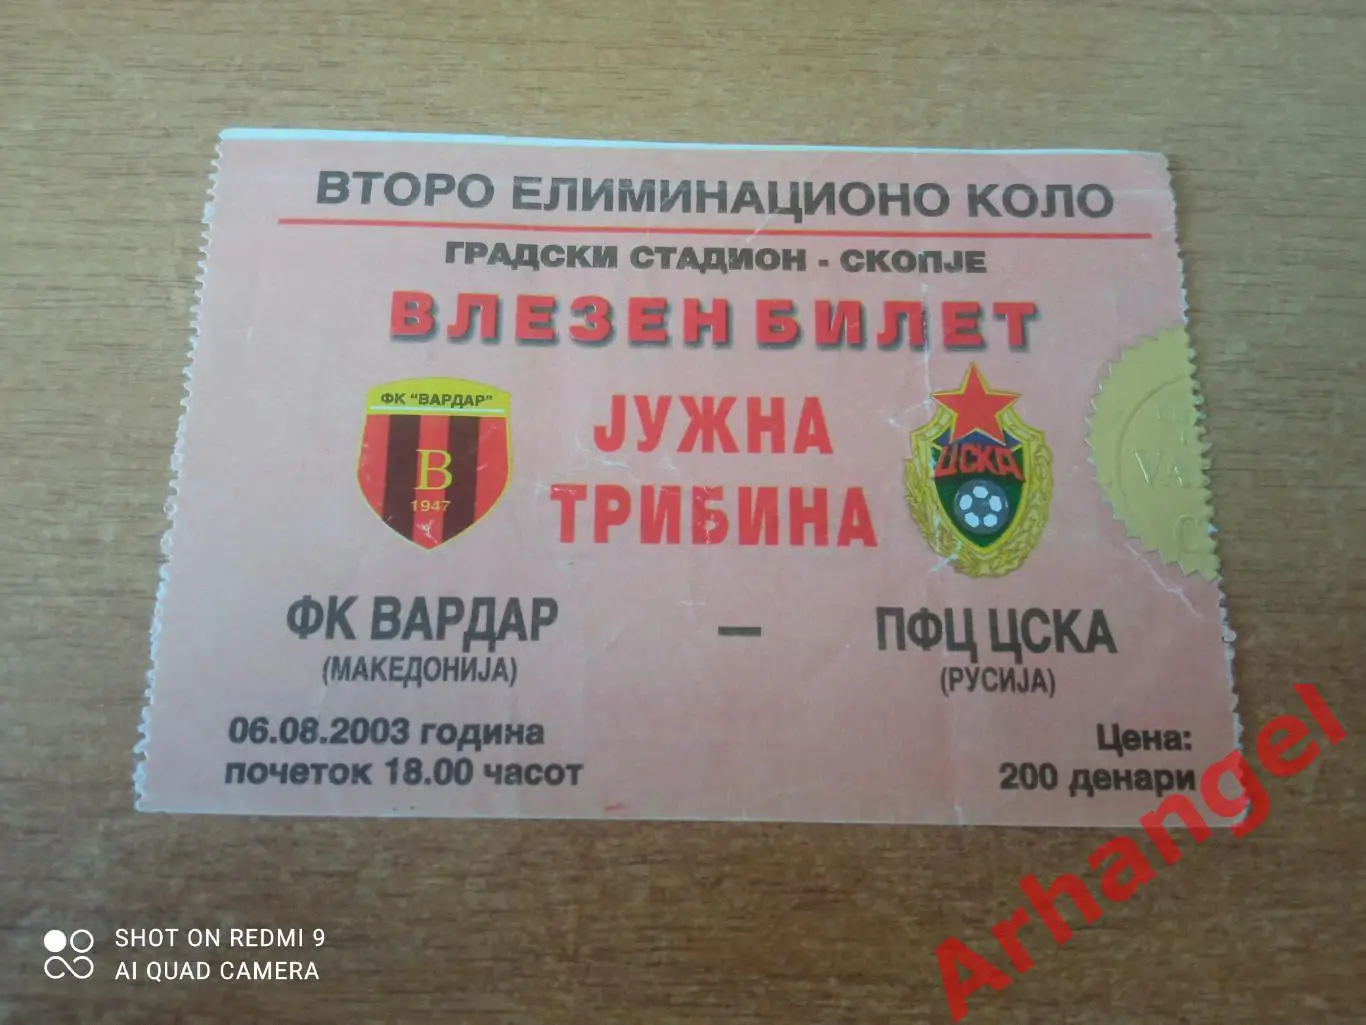 ВТОРО ЕЛИМИНАЦИОНО КОЛО
ГРАДСКИ СТАДИОН - СКОПЈЕ
ВЛЕЗЕН БИЛЕТ
ФК "ВАРДАР"
В
1947
ЈУЖНА
ТРИБИНА
ЦСКА
VA
C
ФК ВАРДАР – ПФЦ ЦСКА
(МАКЕДОНИЈА) (РУСИЈА)
06.08.2003 година
почеток 18.00 часот
Цена:
200 денари
SHOT ON REDMI 9
AI QUAD CAMERA
Arhangel